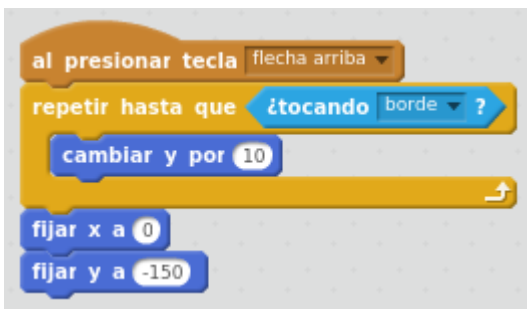 al presionar tecla flecha arriba
repetir hasta que ¿tocando borde ?
cambiar y por 10
fijar x a 0
fijar y a -150